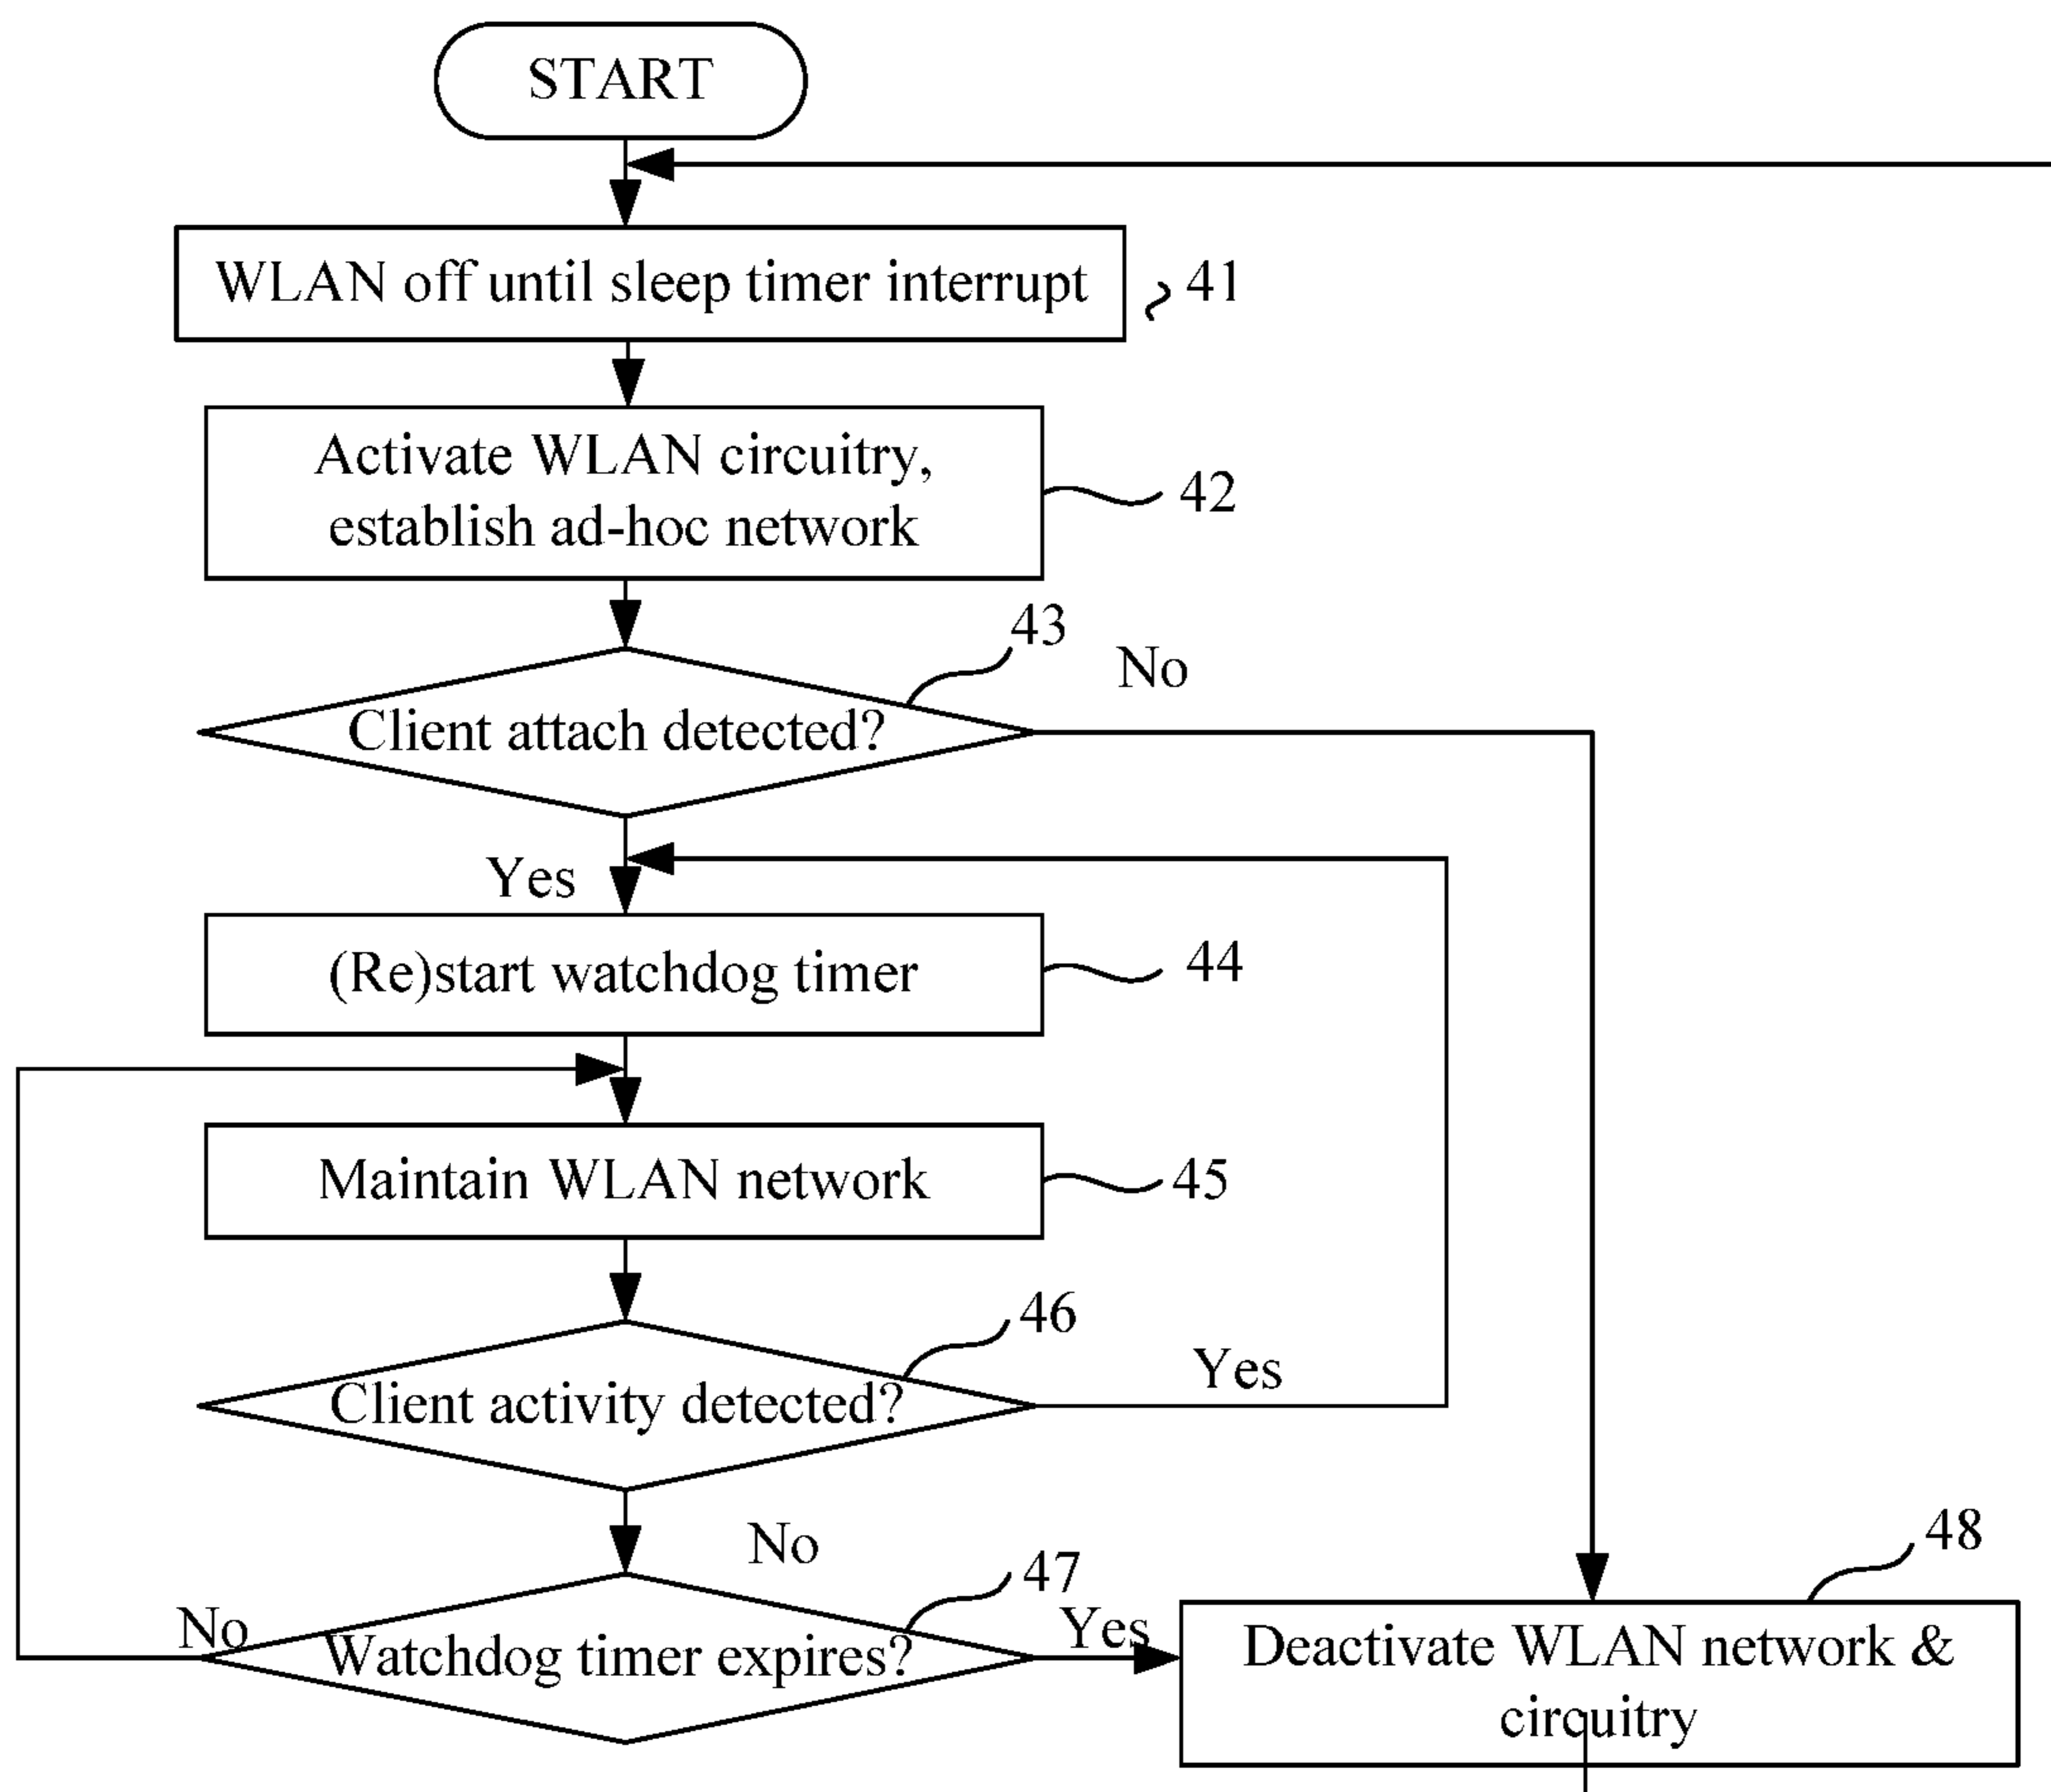 START
WLAN off until sleep timer interrupt
41
Activate WLAN circuitry,
establish ad-hoc network
42
43
No
Client attach detected?
Yes
(Re)start watchdog timer
44
Maintain WLAN network
45
46
Client activity detected?
Yes
No
47
48
No
Watchdog timer expires?
Yes
Deactivate WLAN network &
circuitry